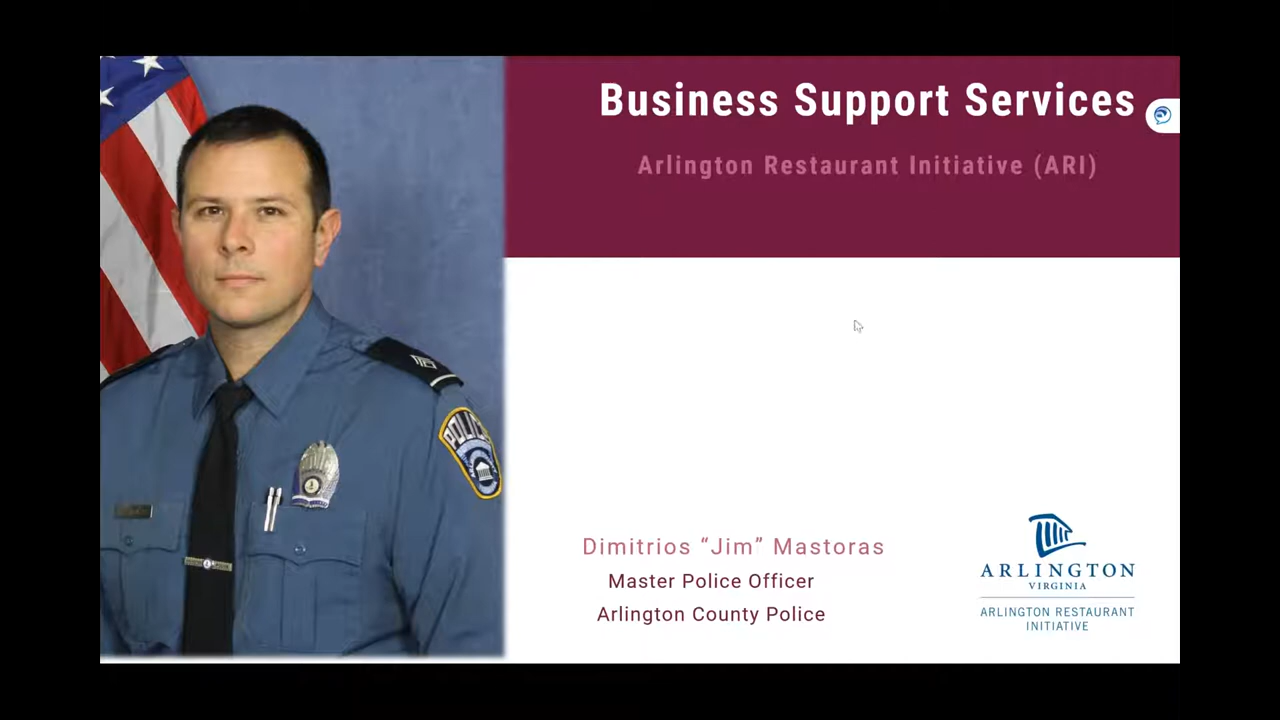 Business Support Services
Arlington Restaurant Initiative (ARI)
POLICE
Dimitrios “Jim” Mastoras
Master Police Officer
Arlington County Police
ARLINGTON
VIRGINIA
ARLINGTON RESTAURANT
INITIATIVE